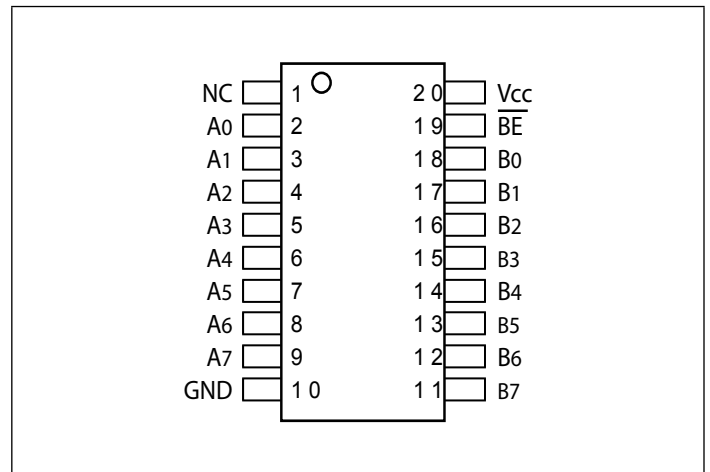 NC 1 20 Vcc
A0 2 19 B̅E̅
A1 3 18 B0
A2 4 17 B1
A3 5 16 B2
A4 6 15 B3
A5 7 14 B4
A6 8 13 B5
A7 9 12 B6
GND 10 11 B7